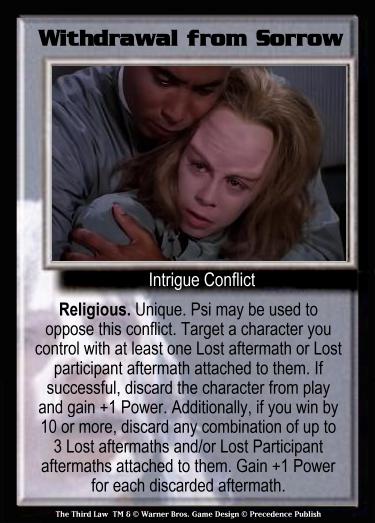 Withdrawal from Sorrow
Intrigue Conflict
Religious. Unique. Psi may be used to
oppose this conflict. Target a character you
control with at least one Lost aftermath or Lost
participant aftermath attached to them. If
successful, discard the character from play
and gain +1 Power. Additionally, if you win by
10 or more, discard any combination of up to
3 Lost aftermaths and/or Lost Participant
aftermaths attached to them. Gain +1 Power
for each discarded aftermath.
The Third Law TM & © Warner Bros. Game Design © Precedence Publish